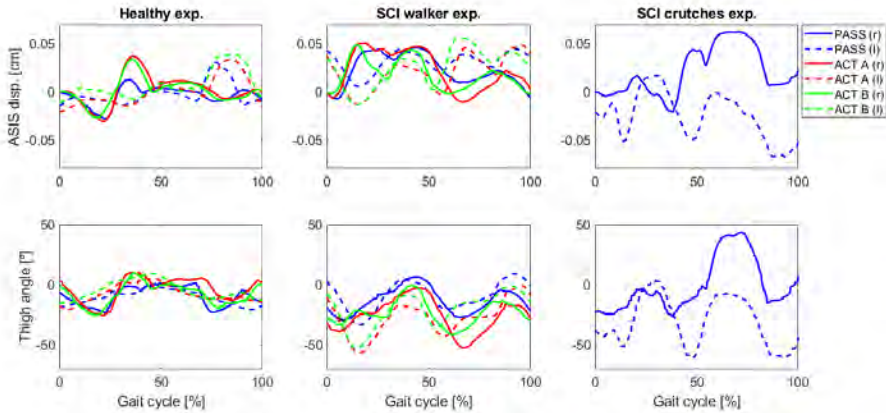 Healthy exp.
SCI walker exp.
SCI crutches exp.
ASIS disp. [cm]
0.05
0
-0.05
0
50
100
0.05
0
-0.05
0
50
100
0.05
0
-0.05
0
50
100
PASS (r)
PASS (l)
ACT A (r)
ACT A (l)
ACT B (r)
ACT B (l)
Thigh angle [º]
50
0
-50
0
50
100
Gait cycle [%]
50
0
-50
0
50
100
Gait cycle [%]
50
0
-50
0
50
100
Gait cycle [%]